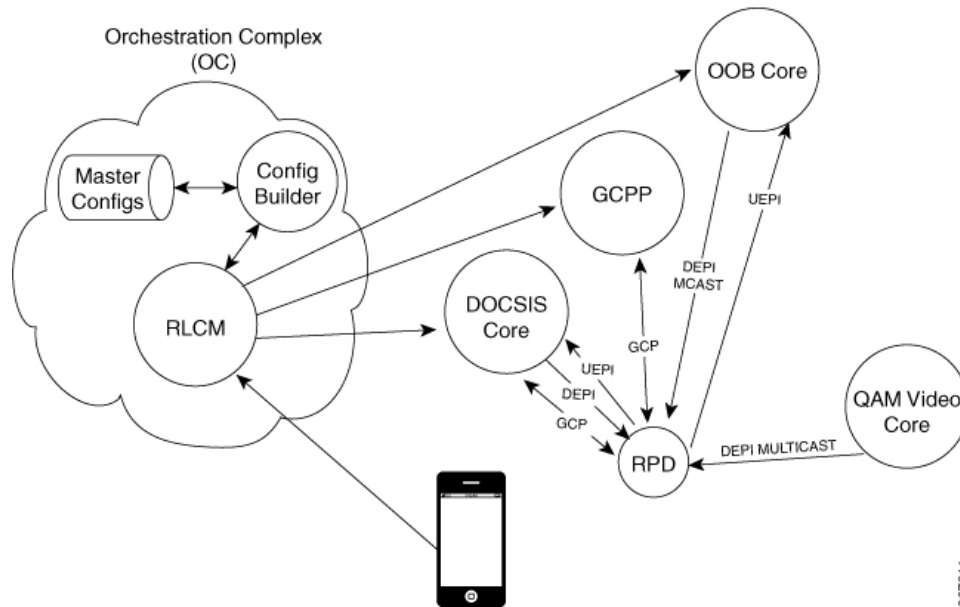 Orchestration Complex
(OC)
OOB Core
Master
Configs
Config
Builder
GCPP
UEPI
DEPI
MCAST
RLCM
DOCSIS
Core
GCP
UEPI
DEPI
GCP
QAM Video
Core
RPD
DEPI MULTICAST